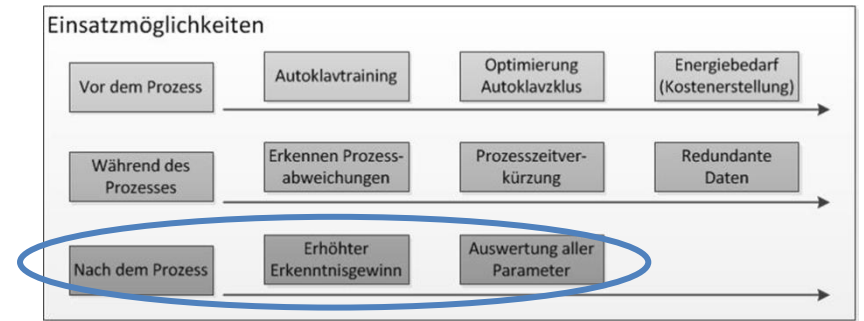 Einsatzmöglichkeiten
Vor dem Prozess
Autoklavtraining
Optimierung
Autoklavzklus
Energiebedarf
(Kostenerstellung)
Während des
Prozesses
Erkennen Prozess-
abweichungen
Prozesszeitver-
kürzung
Redundante
Daten
Nach dem Prozess
Erhöhter
Erkenntnisgewinn
Auswertung aller
Parameter